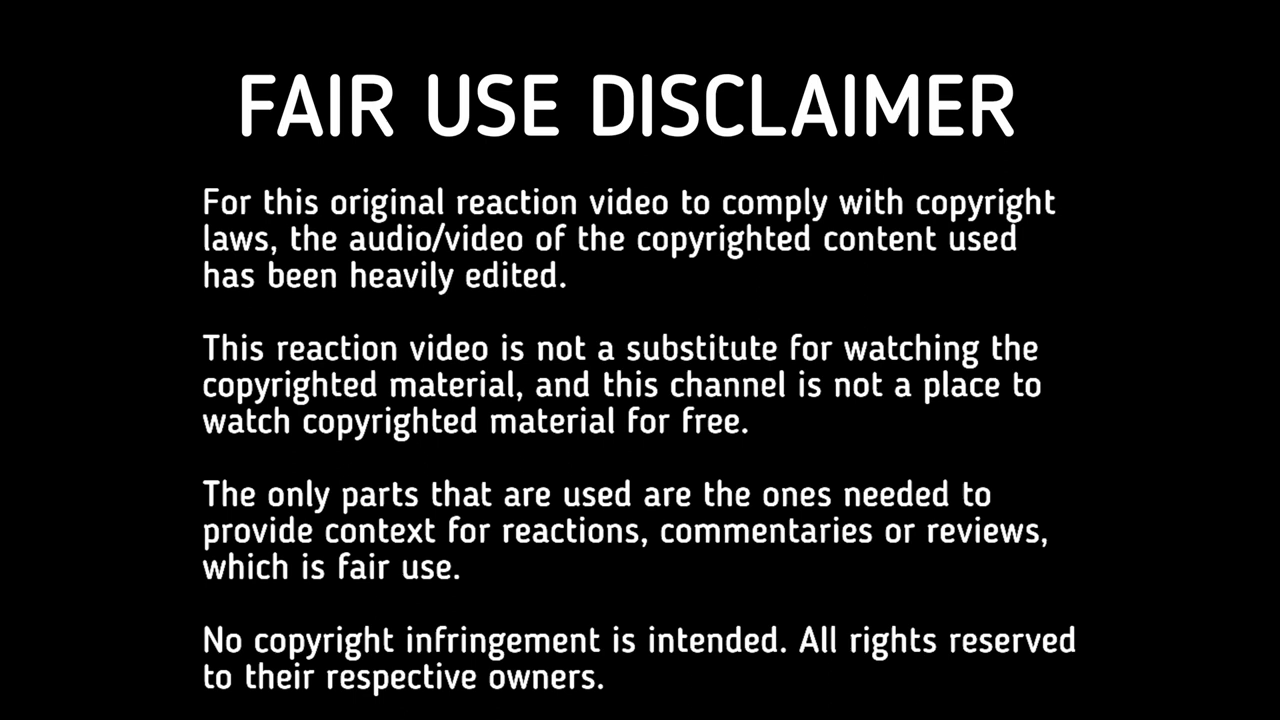 FAIR USE DISCLAIMER
For this original reaction video to comply with copyright
laws, the audio/video of the copyrighted content used
has been heavily edited.
This reaction video is not a substitute for watching the
copyrighted material, and this channel is not a place to
watch copyrighted material for free.
The only parts that are used are the ones needed to
provide context for reactions, commentaries or reviews,
which is fair use.
No copyright infringement is intended. All rights reserved
to their respective owners.